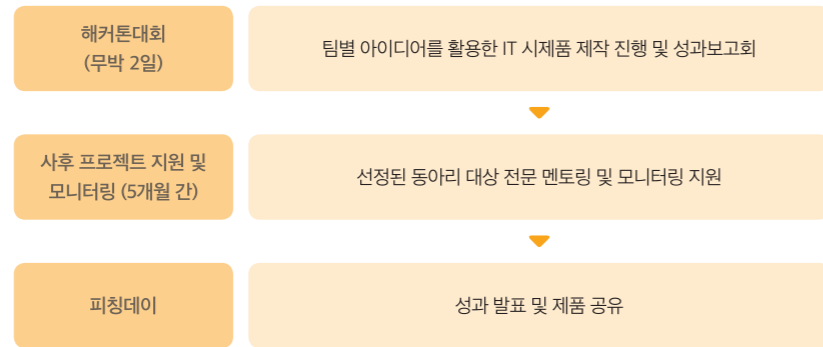 해커톤대회
(무박 2일)
팀별 아이디어를 활용한 IT 시제품 제작 진행 및 성과보고회
사후 프로젝트 지원 및
모니터링 (5개월 간)
선정된 동아리 대상 전문 멘토링 및 모니터링 지원
피칭데이
성과 발표 및 제품 공유